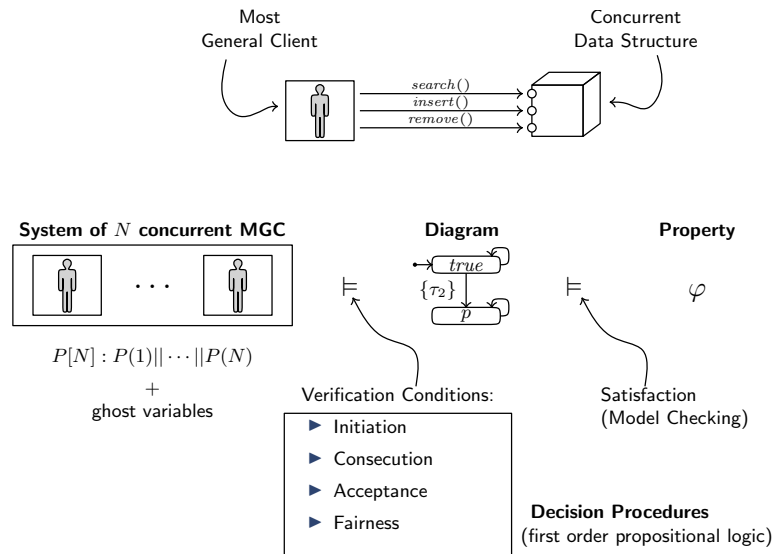 Most
General Client
Concurrent
Data Structure
search()
insert()
remove()
System of N concurrent MGC
Diagram
Property
· · ·
⊨
true
{τ₂}
p
⊨
φ
P[N] : P(1)|| · · · ||P(N)
+
ghost variables
Verification Conditions:
▶ Initiation
▶ Consecution
▶ Acceptance
▶ Fairness
Satisfaction
(Model Checking)
Decision Procedures
(first order propositional logic)